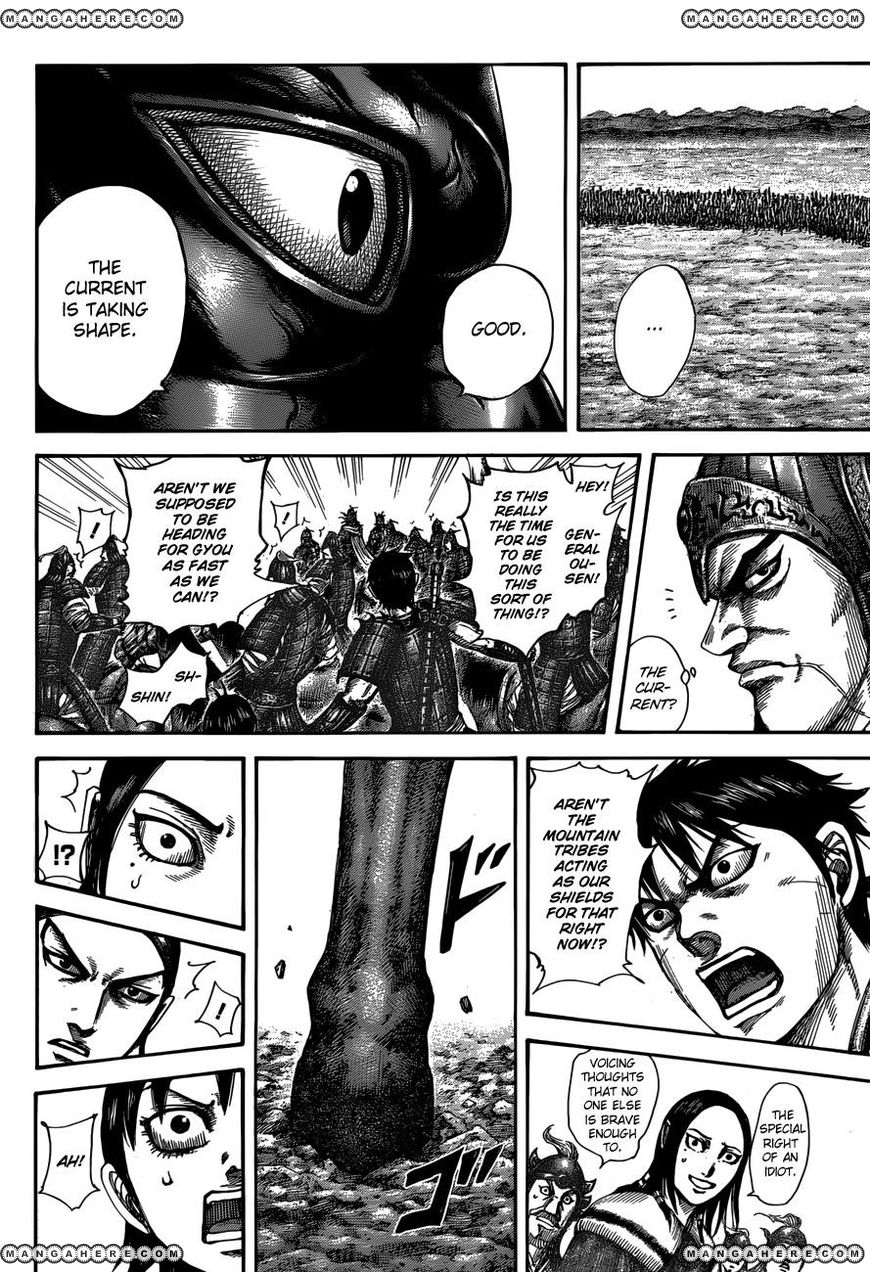 MANGAHERE.COM
MANGAHERE.COM
...
GOOD.
THE
CURRENT
IS TAKING
SHAPE.
THE
CUR-
RENT?
HEY!
GEN-
ERAL
OU-
SEN!
IS THIS
REALLY
THE TIME
FOR US
TO BE
DOING
THIS
SORT OF
THING!?
!
AREN'T WE
SUPPOSED
TO BE
HEADING
FOR GYOU
AS FAST
AS WE
CAN!?
!
SH-
SHIN!
AREN'T
THE
MOUNTAIN
TRIBES
ACTING
AS OUR
SHIELDS
FOR THAT
RIGHT
NOW!?
THE
SPECIAL
RIGHT
OF AN
IDIOT.
VOICING
THOUGHTS
THAT NO
ONE ELSE
IS BRAVE
ENOUGH
TO.
ドゴ
!?
!
AH!
MANGAHERE.COM
MANGAHERE.COM